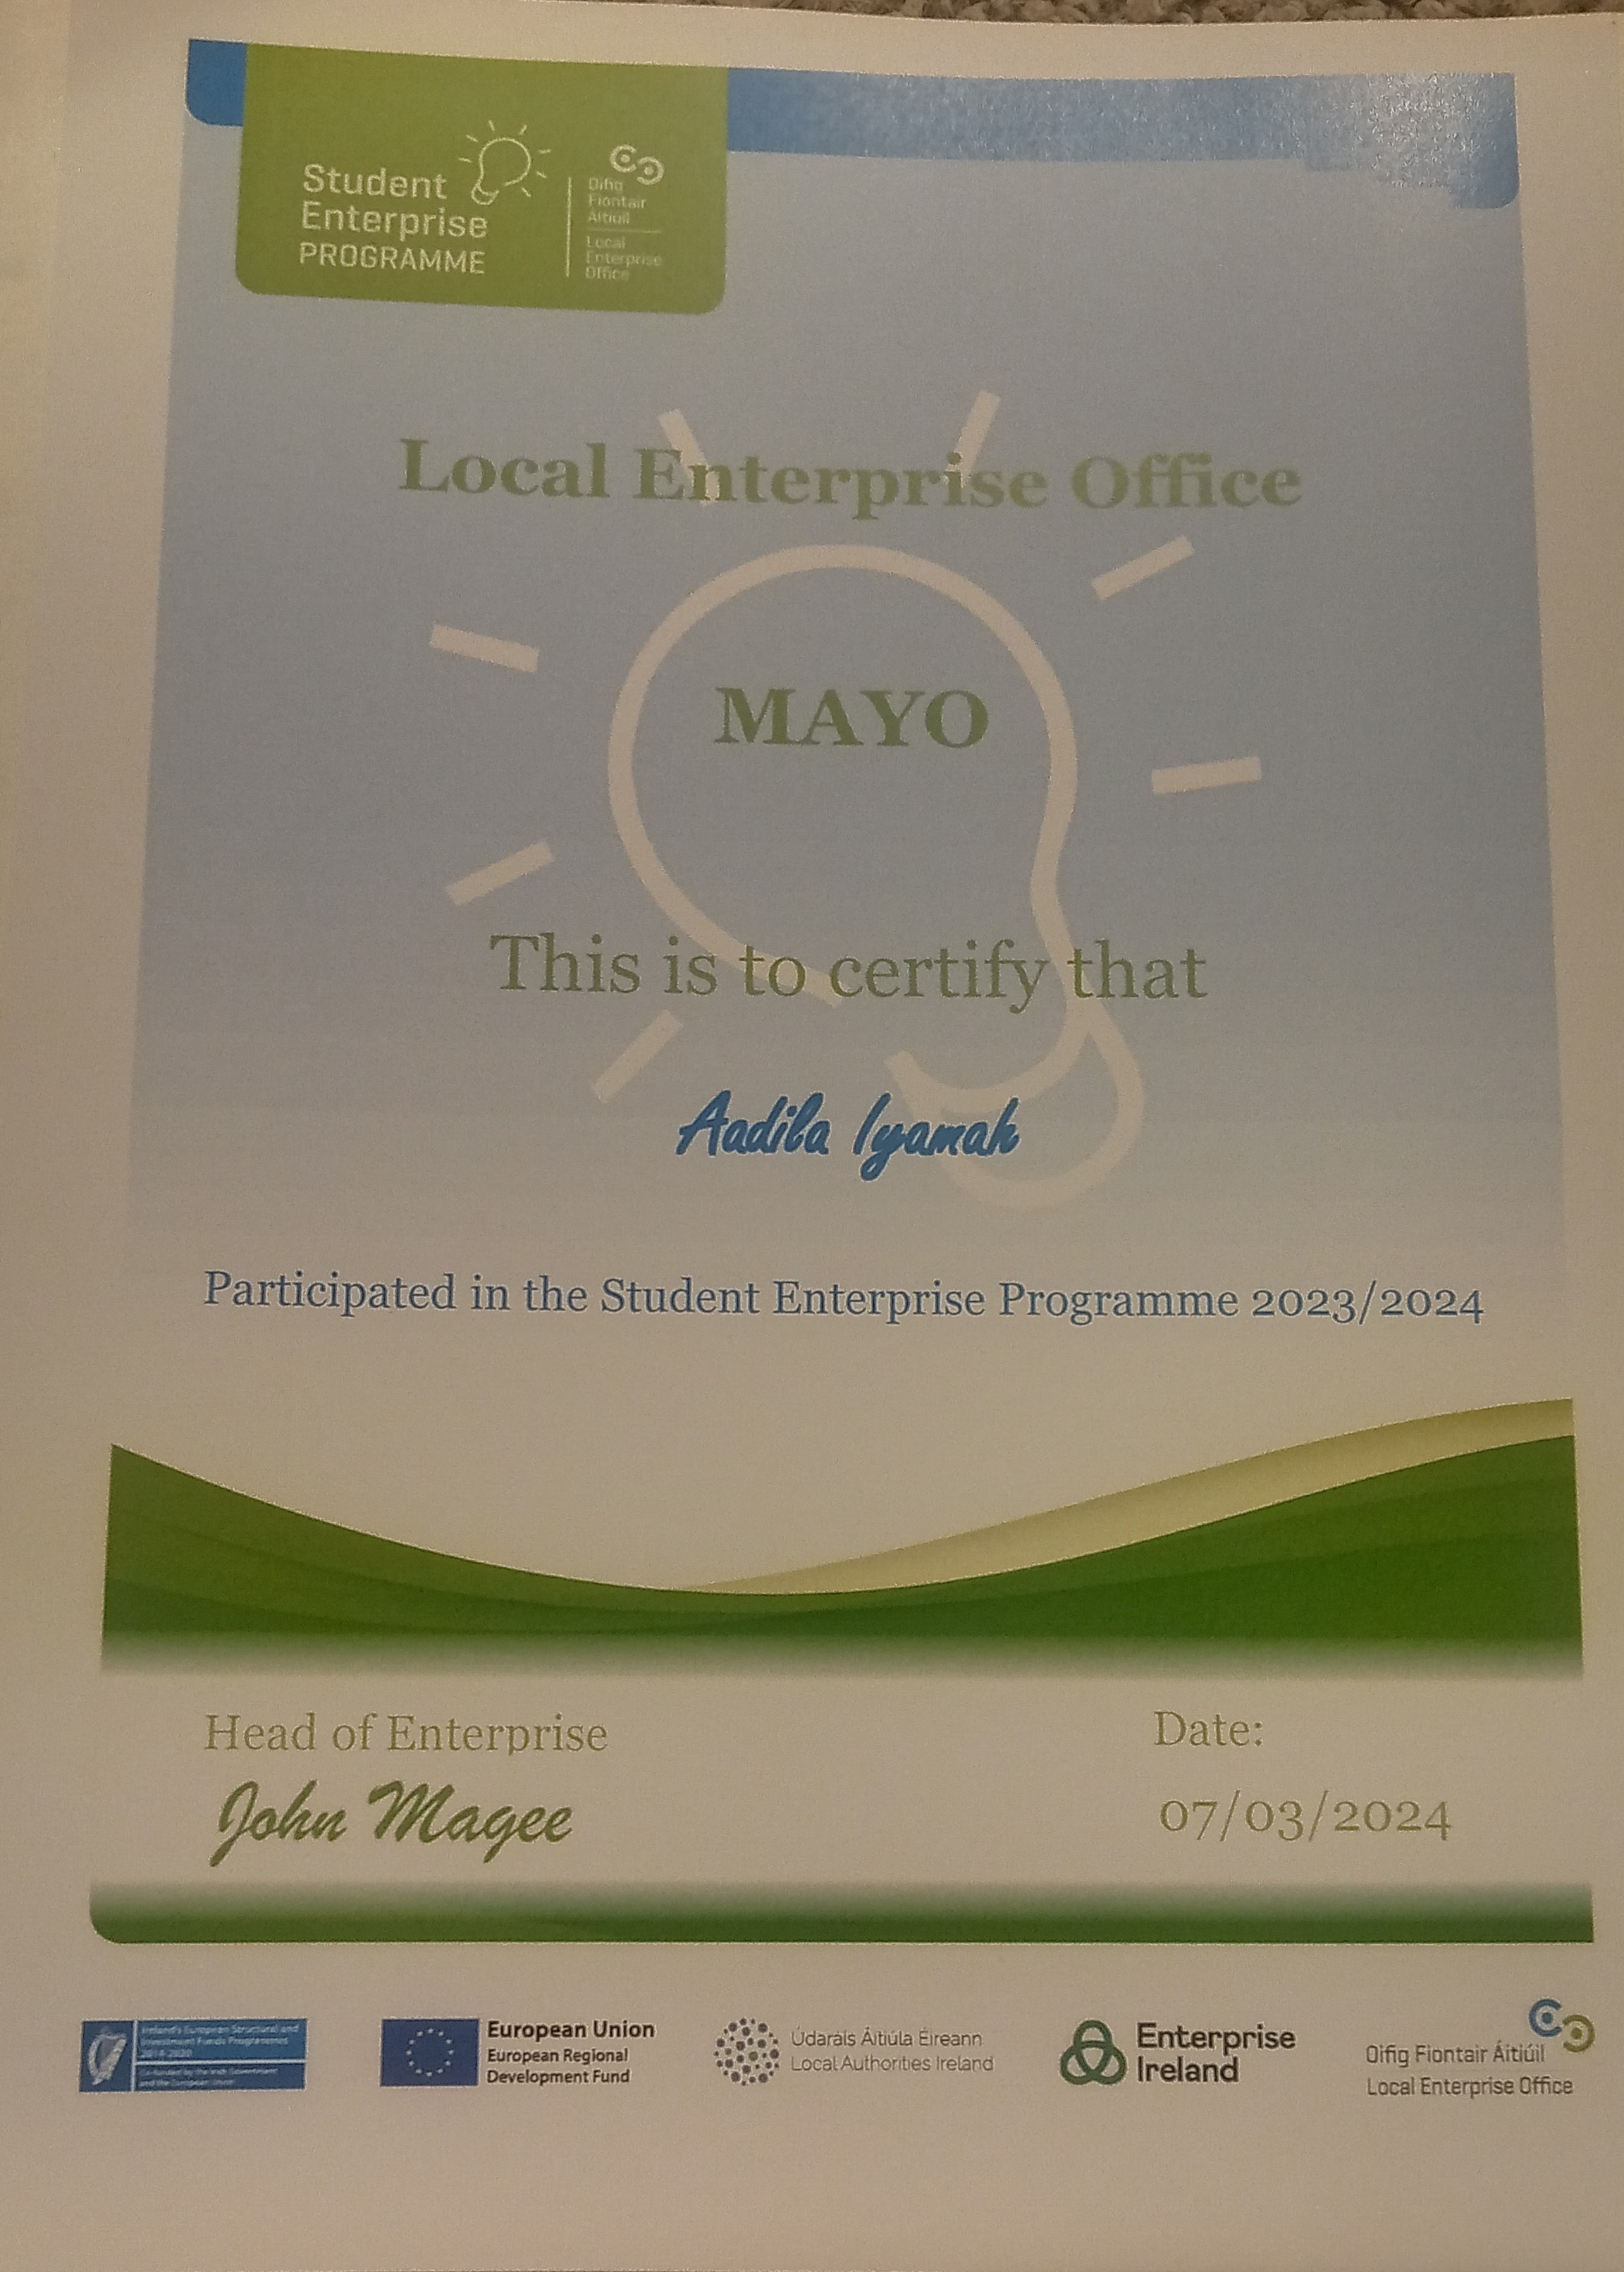 Student
Enterprise
PROGRAMME
Oifig
Fiontair
Áitiúil
Local
Enterprise
Office
Local Enterprise Office
MAYO
This is to certify that
Aadila Iyamah
Participated in the Student Enterprise Programme 2023/2024
Head of Enterprise
John Magee
Date:
07/03/2024
Ireland's European Structural and
Investment Funds Programmes
2014-2020
Co-funded by the Irish Government
and the European Union
European Union
European Regional
Development Fund
Údaráis Áitiúla Éireann
Local Authorities Ireland
Enterprise
Ireland
Oifig Fiontair Áitiúil
Local Enterprise Office